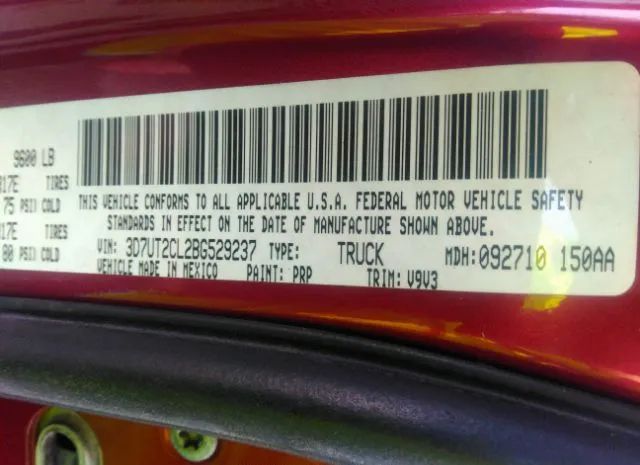 9600 LB
17E TIRES
75 PSI) COLD
17E TIRES
80 PSI) COLD
THIS VEHICLE CONFORMS TO ALL APPLICABLE U.S.A. FEDERAL MOTOR VEHICLE SAFETY
STANDARDS IN EFFECT ON THE DATE OF MANUFACTURE SHOWN ABOVE.
VIN: 3D7UT2CL2BG529237 TYPE: TRUCK MDH: 092710 150AA
VEHICLE MADE IN MEXICO PAINT: PRP TRIM: V9V3